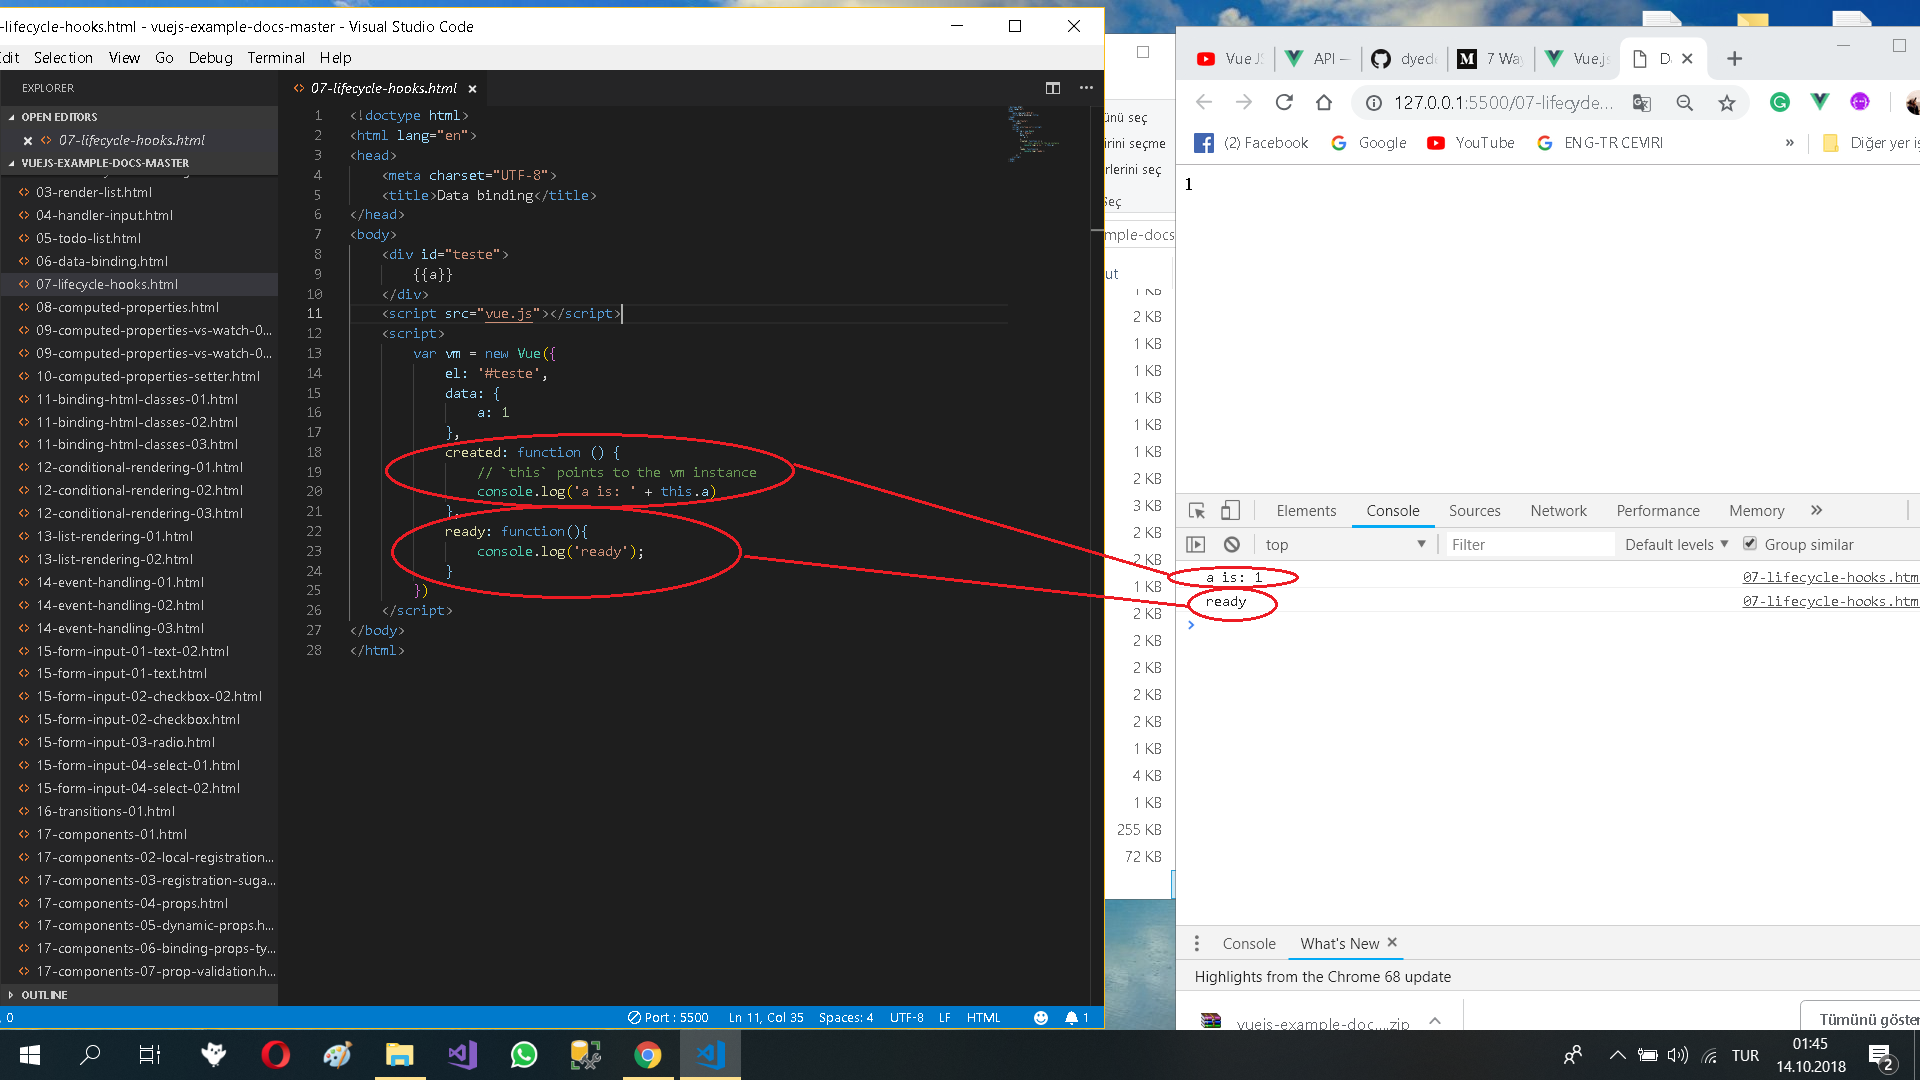 -lifecycle-hooks.html - vuejs-example-docs-master - Visual Studio Code
Edit Selection View Go Debug Terminal Help
EXPLORER
OPEN EDITORS
07-lifecycle-hooks.html
VUEJS-EXAMPLE-DOCS-MASTER
03-render-list.html
04-handler-input.html
05-todo-list.html
06-data-binding.html
07-lifecycle-hooks.html
08-computed-properties.html
09-computed-properties-vs-watch-0...
09-computed-properties-vs-watch-0...
10-computed-properties-setter.html
11-binding-html-classes-01.html
11-binding-html-classes-02.html
11-binding-html-classes-03.html
12-conditional-rendering-01.html
12-conditional-rendering-02.html
12-conditional-rendering-03.html
13-list-rendering-01.html
13-list-rendering-02.html
14-event-handling-01.html
14-event-handling-02.html
14-event-handling-03.html
15-form-input-01-text-02.html
15-form-input-01-text.html
15-form-input-02-checkbox-02.html
15-form-input-02-checkbox.html
15-form-input-03-radio.html
15-form-input-04-select-01.html
15-form-input-04-select-02.html
16-transitions-01.html
17-components-01.html
17-components-02-local-registration...
17-components-03-registration-suga...
17-components-04-props.html
17-components-05-dynamic-props.h...
17-components-06-binding-props-ty...
17-components-07-prop-validation.h...
OUTLINE
07-lifecycle-hooks.html
1 <!doctype html>
2 <html lang="en">
3 <head>
4 <meta charset="UTF-8">
5 <title>Data binding</title>
6 </head>
7 <body>
8 <div id="teste">
9 {{a}}
10 </div>
11 <script src="vue.js"></script>
12 <script>
13 var vm = new Vue({
14 el: '#teste',
15 data: {
16 a: 1
17 },
18 created: function () {
19 // `this` points to the vm instance
20 console.log('a is: ' + this.a)
21 },
22 ready: function(){
23 console.log('ready');
24 }
25 })
26 </script>
27 </body>
28 </html>
0 Port : 5500 Ln 11, Col 35 Spaces: 4 UTF-8 LF HTML 1
ünü seç
irini seçme
rlerini seç
Seç
mple-docs
ut
1 KB
2 KB
1 KB
1 KB
1 KB
1 KB
1 KB
2 KB
3 KB
2 KB
2 KB
1 KB
2 KB
2 KB
2 KB
2 KB
2 KB
1 KB
4 KB
1 KB
255 KB
72 KB
Vue JS API — dyed 7 Way Vue.js Da
127.0.0.1:5500/07-lifecycle...
(2) Facebook Google YouTube ENG-TR CEVIRI » Diğer yer iş
1
Elements Console Sources Network Performance Memory »
top Filter Default levels Group similar
a is: 1 07-lifecycle-hooks.htm
ready 07-lifecycle-hooks.htm
Console What's New
Highlights from the Chrome 68 update
vuejs-example-doc....zip Tümünü göster
TUR 01:45
14.10.2018
2